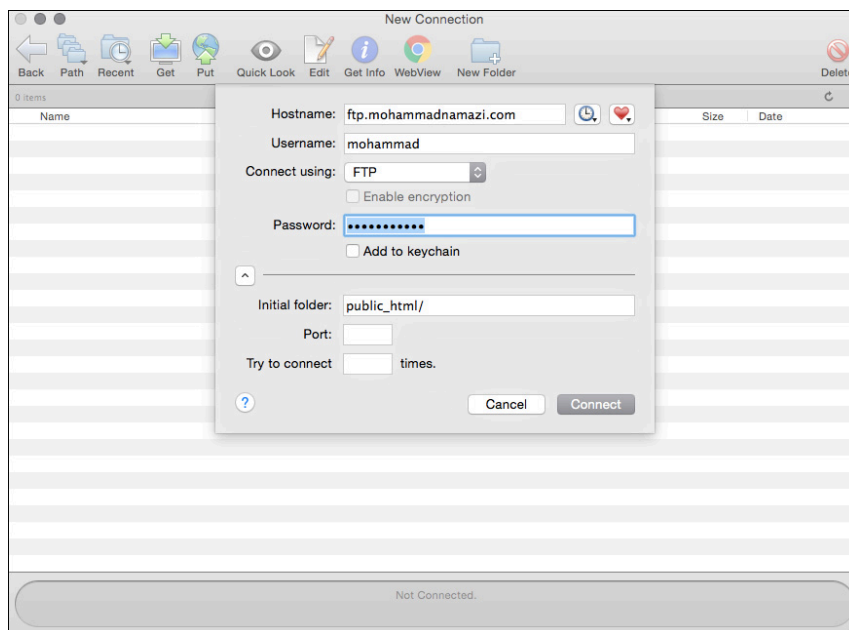 New Connection
Back Path Recent Get Put Quick Look Edit Get Info WebView New Folder Delete
0 items
Name Size Date
Hostname: ftp.mohammadnamazi.com
Username: mohammad
Connect using: FTP
Enable encryption
Password: •••••••••••
Add to keychain
Initial folder: public_html/
Port:
Try to connect times.
? Cancel Connect
Not Connected.